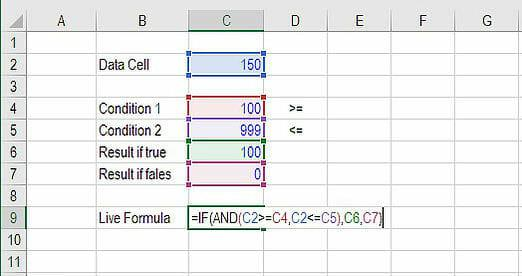 A B C D E F G
1
2 Data Cell 150
3
4 Condition 1 100 >=
5 Condition 2 999 <=
6 Result if true 100
7 Result if fales 0
8
9 Live Formula =IF(AND(C2>=C4,C2<=C5),C6,C7)
10
11